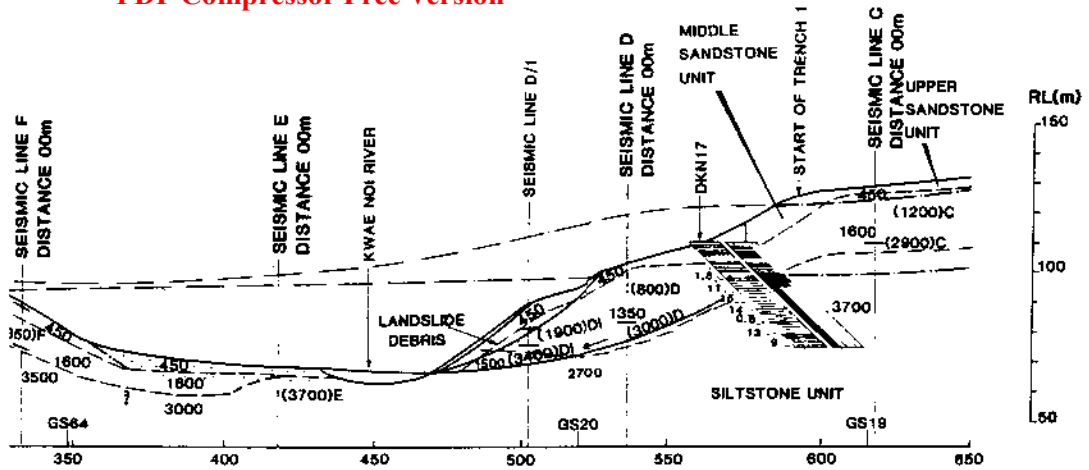 PDF Compressor Free Version
SEISMIC LINE F
DISTANCE 00m
SEISMIC LINE E
DISTANCE 00m
KWAE NOI RIVER
SEISMIC LINE D/1
SEISMIC LINE D
DISTANCE 00m
MIDDLE
SANDSTONE
UNIT
DKN17
START OF TRENCH 1
SEISMIC LINE C
DISTANCE 00m
UPPER
SANDSTONE
UNIT
RL(m)
150
100
50
450
(1200)C
1600
(2900)C
3700
450
(800)D
1350
(3000)D
450
(1900)DI
(3400)DI
1500
2700
LANDSLIDE
DEBRIS
450
1600
3500
450
1600
3000
(3700)E
?
SILTSTONE UNIT
GS64
GS20
GS19
350
400
450
500
550
600
650